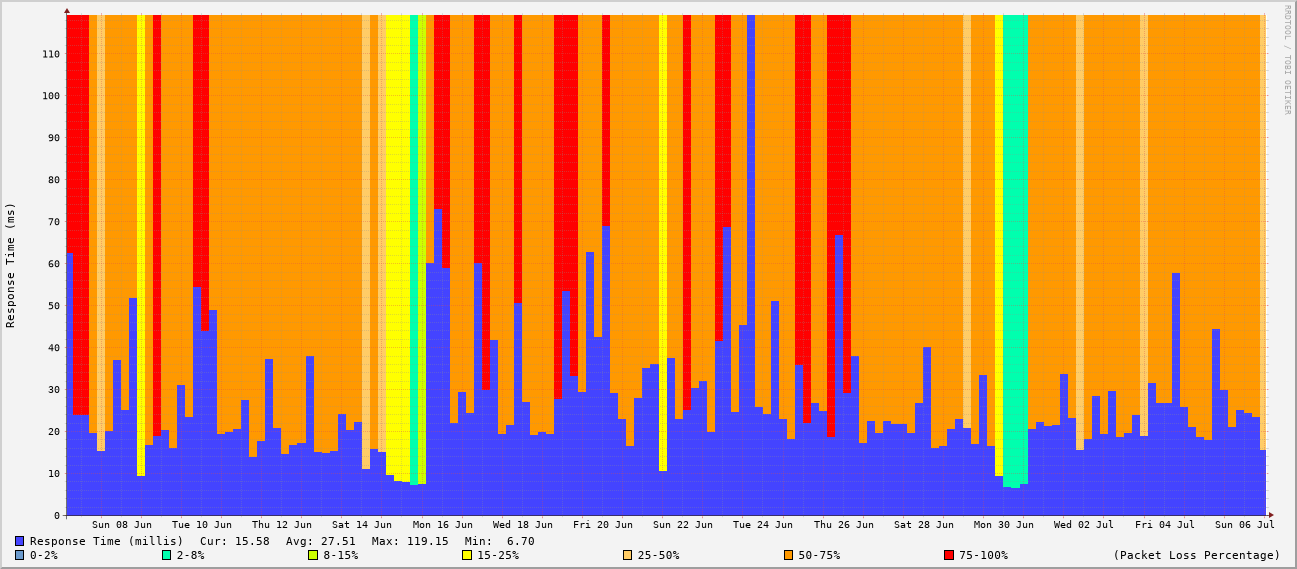 RRDTOOL / TOBI OETIKER
Response Time (ms)
110
100
90
80
70
60
50
40
30
20
10
0
Sun 08 Jun Tue 10 Jun Thu 12 Jun Sat 14 Jun Mon 16 Jun Wed 18 Jun Fri 20 Jun Sun 22 Jun Tue 24 Jun Thu 26 Jun Sat 28 Jun Mon 30 Jun Wed 02 Jul Fri 04 Jul Sun 06 Jul
Response Time (millis) Cur: 15.58 Avg: 27.51 Max: 119.15 Min: 6.70
0-2% 2-8% 8-15% 15-25% 25-50% 50-75% 75-100% (Packet Loss Percentage)